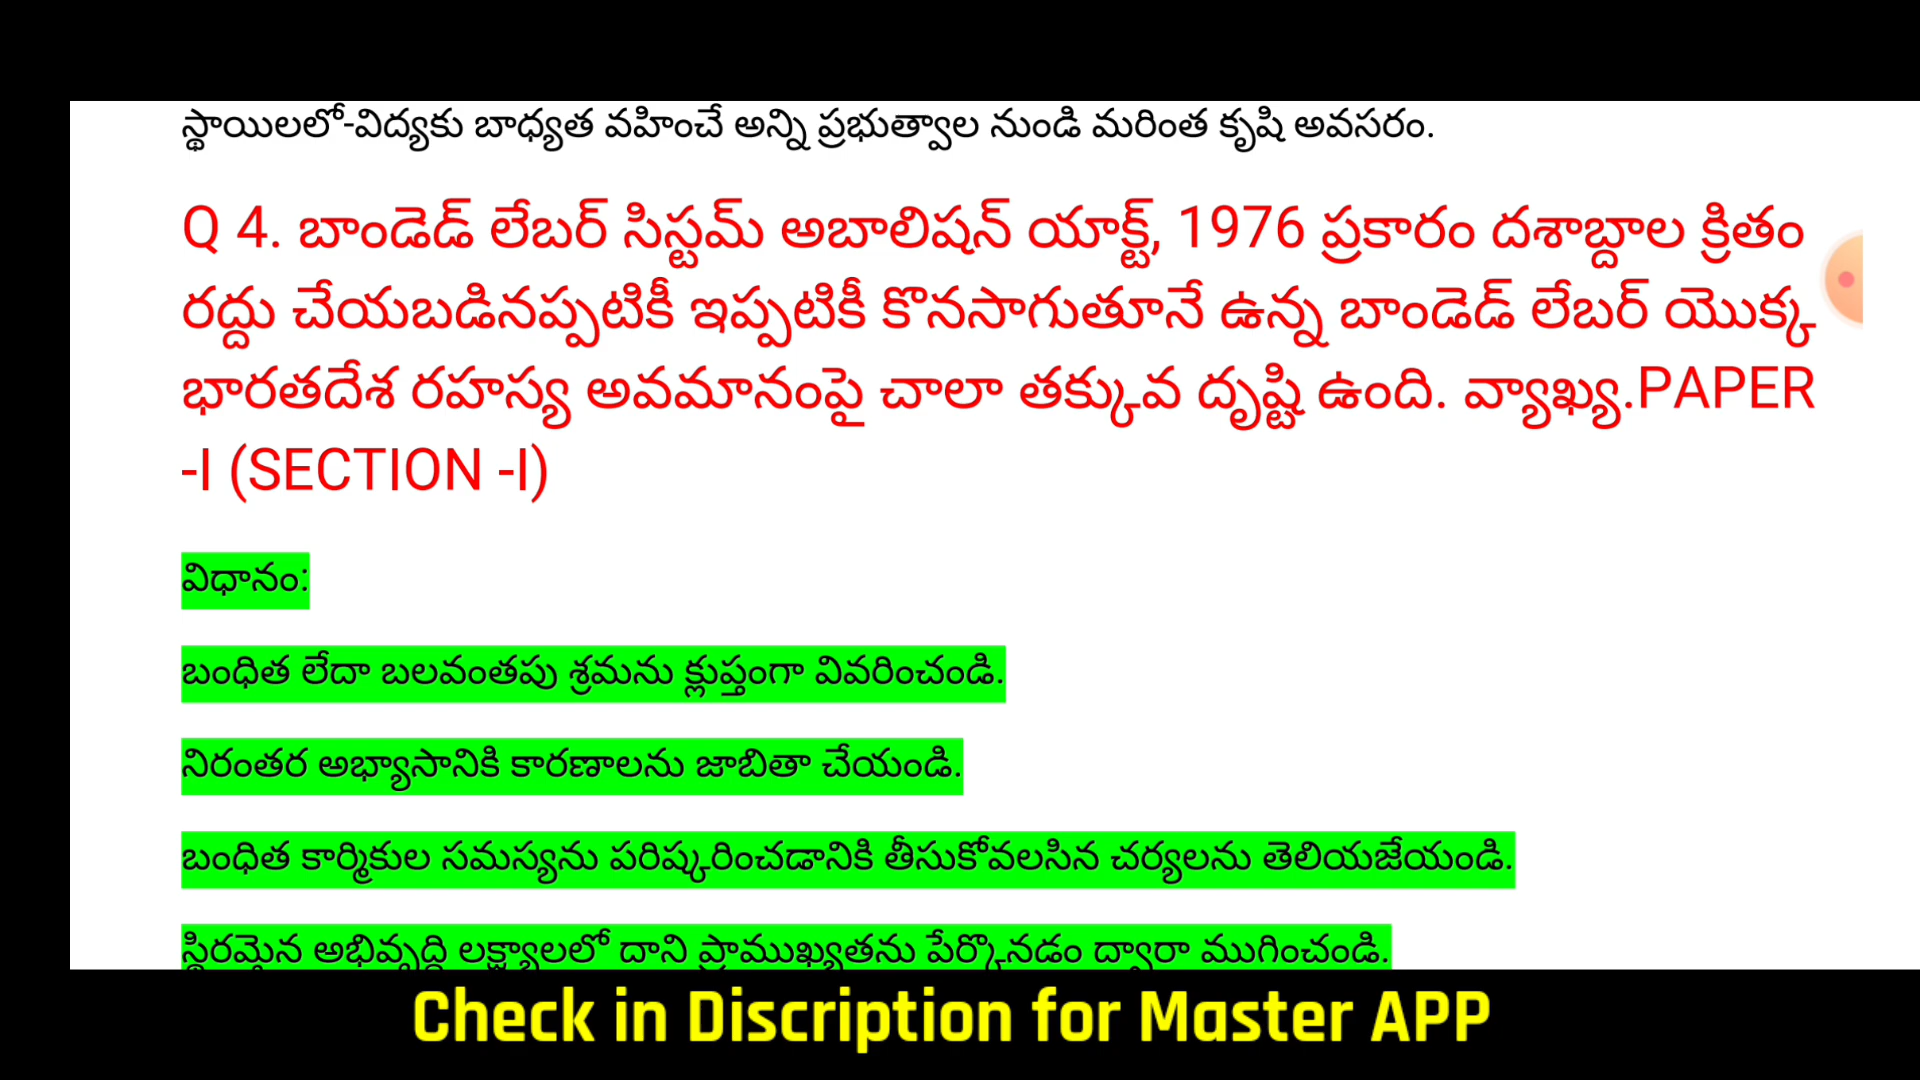 స్థాయిలలో-విద్యకు బాధ్యత వహించే అన్ని ప్రభుత్వాల నుండి మరింత కృషి అవసరం.
Q 4. బాండెడ్ లేబర్ సిస్టమ్ అబాలిషన్ యాక్ట్, 1976 ప్రకారం దశాబ్దాల క్రితం
రద్దు చేయబడినప్పటికీ ఇప్పటికీ కొనసాగుతూనే ఉన్న బాండెడ్ లేబర్ యొక్క
భారతదేశ రహస్య అవమానంపై చాలా తక్కువ దృష్టి ఉంది. వ్యాఖ్య.PAPER
-I (SECTION -I)
విధానం:
బంధిత లేదా బలవంతపు శ్రమను క్లుప్తంగా వివరించండి.
నిరంతర అభ్యాసానికి కారణాలను జాబితా చేయండి.
బంధిత కార్మికుల సమస్యను పరిష్కరించడానికి తీసుకోవలసిన చర్యలను తెలియజేయండి.
స్థిరమైన అభివృద్ధి లక్ష్యాలలో దాని ప్రాముఖ్యతను పేర్కొనడం ద్వారా ముగించండి.
Check in Discription for Master APP